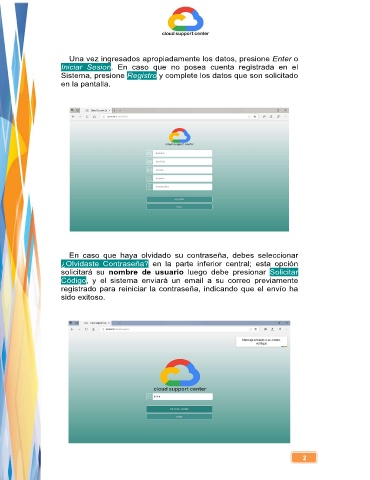 cloud support center
Una vez ingresados apropiadamente los datos, presione Enter o
Iniciar Sesion. En caso que no posea cuenta registrada en el
Sistema, presione Registro y complete los datos que son solicitado
en la pantalla.
cloud support center
En caso que haya olvidado su contraseña, debes seleccionar
¿Olvidaste Contraseña? en la parte inferior central; esta opción
solicitará su nombre de usuario luego debe presionar Solicitar
Código, y el sistema enviará un email a su correo previamente
registrado para reiniciar la contraseña, indicando que el envío ha
sido exitoso.
cloud support center
2